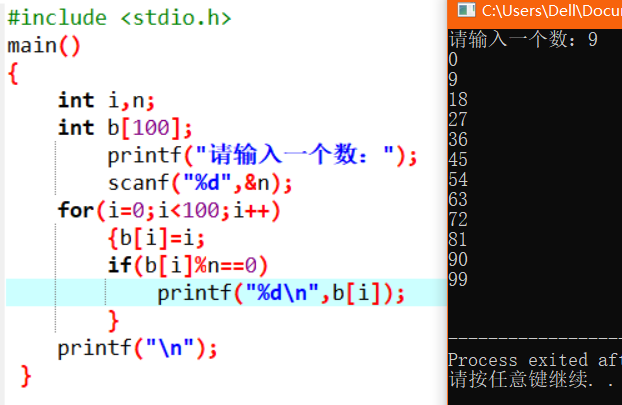 #include <stdio.h>
main()
{
int i,n;
int b[100];
printf("请输入一个数：");
scanf("%d",&n);
for(i=0;i<100;i++)
{b[i]=i;
if(b[i]%n==0)
printf("%d\n",b[i]);
}
printf("\n");
}
C:\Users\Dell\Docu
请输入一个数：9
0
9
18
27
36
45
54
63
72
81
90
99
--------------------
Process exited aft
请按任意键继续. .